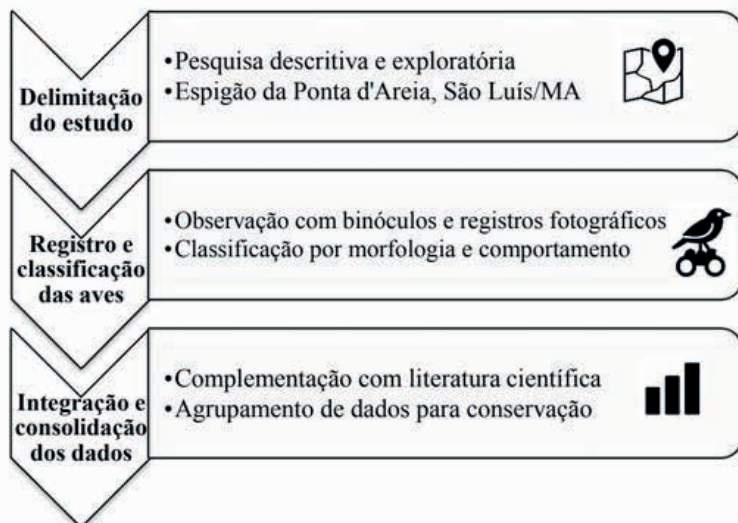 Delimitação
do estudo
•Pesquisa descritiva e exploratória
•Espigão da Ponta d'Areia, São Luís/MA
Registro e
classificação
das aves
•Observação com binóculos e registros fotográficos
•Classificação por morfologia e comportamento
Integração e
consolidação
dos dados
•Complementação com literatura científica
•Agrupamento de dados para conservação